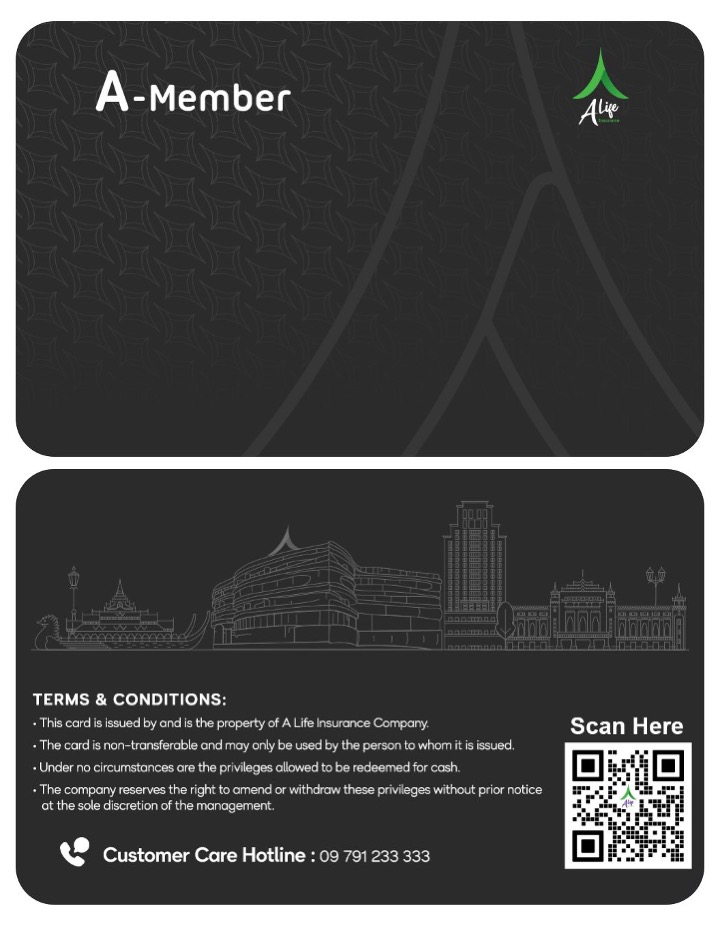 A-Member
A Life
Insurance
TERMS & CONDITIONS:
• This card is issued by and is the property of A Life Insurance Company.
• The card is non-transferable and may only be used by the person to whom it is issued.
• Under no circumstances are the privileges allowed to be redeemed for cash.
• The company reserves the right to amend or withdraw these privileges without prior notice
at the sole discretion of the management.
Scan Here
A Life
Customer Care Hotline : 09 791 233 333